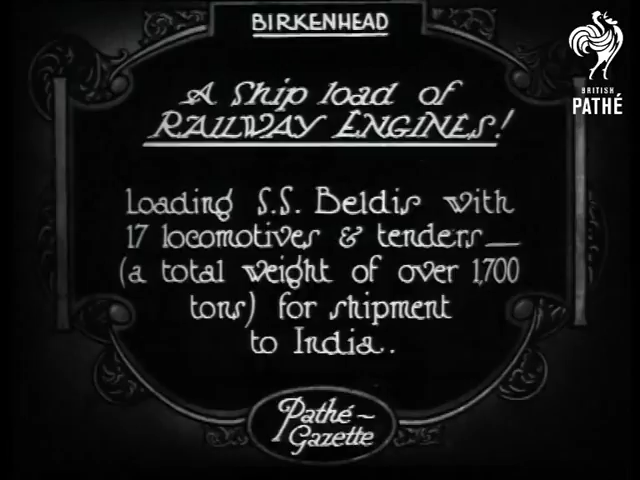 BIRKENHEAD
BRITISH
PATHÉ
A Ship load of
RAILWAY ENGINES!
Loading S.S. Beldis with
17 locomotives & tenders—
(a total weight of over 1,700
tons) for shipment
to India..
Pathé~
Gazette